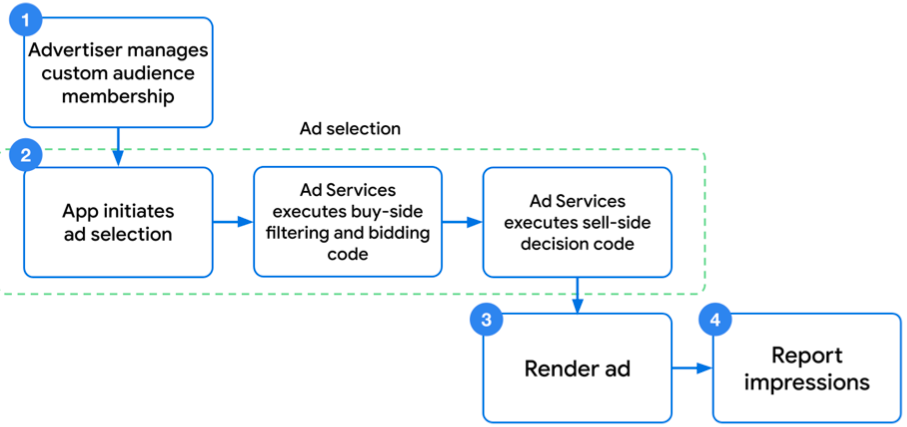 1
Advertiser manages
custom audience
membership
Ad selection
2
App initiates
ad selection
Ad Services
executes buy-side
filtering and bidding
code
Ad Services
executes sell-side
decision code
3
Render ad
4
Report
impressions